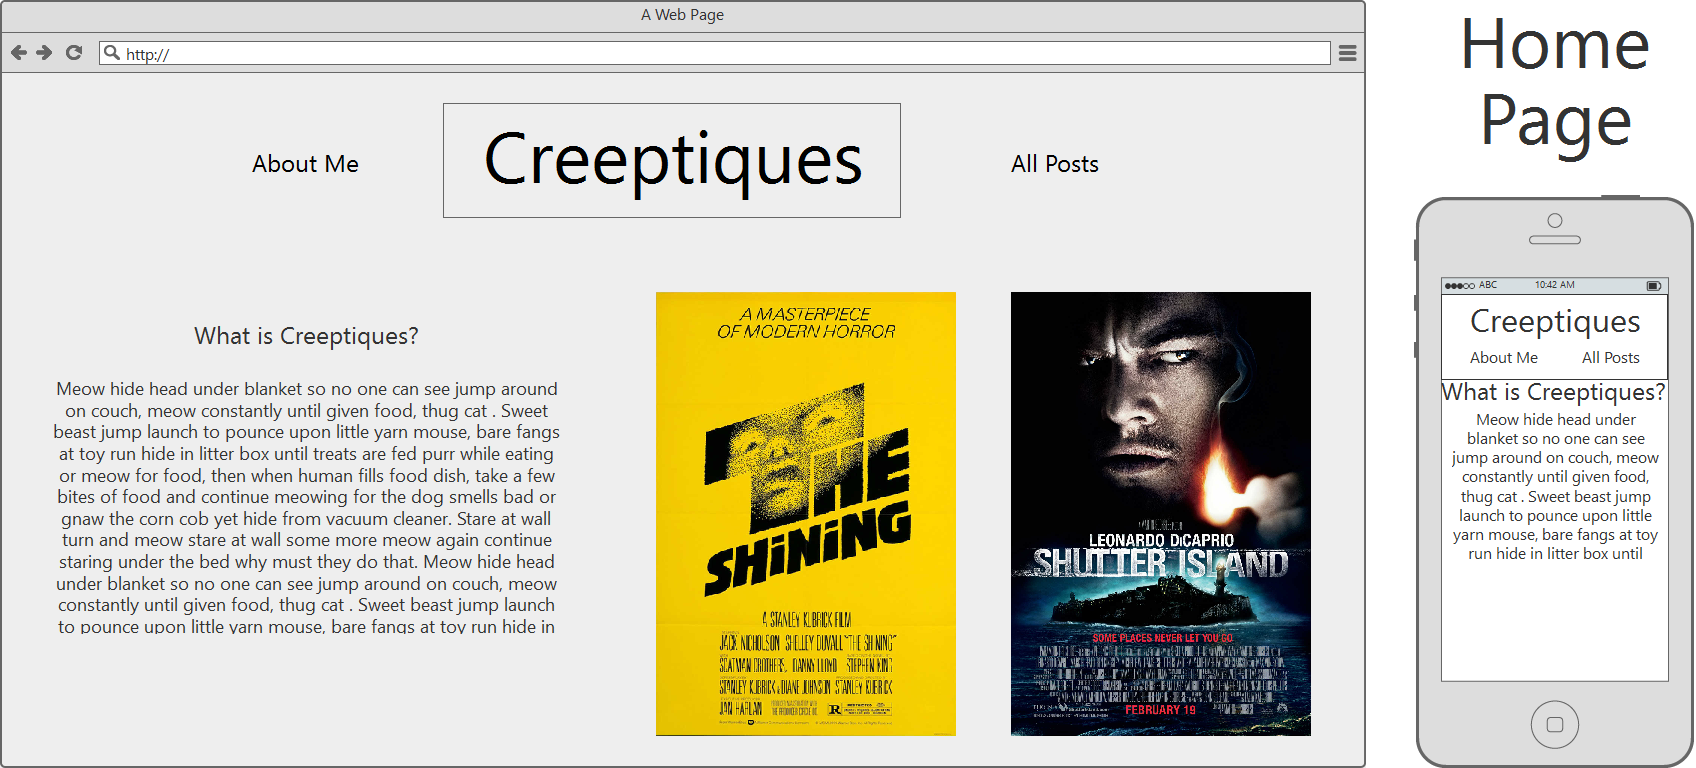 A Web Page
http://
About Me
Creeptiques
All Posts
What is Creeptiques?
Meow hide head under blanket so no one can see jump around
on couch, meow constantly until given food, thug cat . Sweet
beast jump launch to pounce upon little yarn mouse, bare fangs
at toy run hide in litter box until treats are fed purr while eating
or meow for food, then when human fills food dish, take a few
bites of food and continue meowing for the dog smells bad or
gnaw the corn cob yet hide from vacuum cleaner. Stare at wall
turn and meow stare at wall some more meow again continue
staring under the bed why must they do that. Meow hide head
under blanket so no one can see jump around on couch, meow
constantly until given food, thug cat . Sweet beast jump launch
to pounce upon little yarn mouse, bare fangs at toy run hide in
A MASTERPIECE
OF MODERN HORROR
THE
SHiNiNG
A STANLEY KUBRICK FILM
JACK NICHOLSON SHELLEY DUVALL "THE SHINING"
SCATMAN CROTHERS, DANNY LLOYD STEPHEN KING
STANLEY KUBRICK & DIANE JOHNSON STANLEY KUBRICK
JAN HARLAN
R
LEONARDO DiCAPRIO
SHUTTER ISLAND
SOME PLACES NEVER LET YOU GO
FEBRUARY 19
Home
Page
ABC 10:42 AM
Creeptiques
About Me All Posts
What is Creeptiques?
Meow hide head under
blanket so no one can see
jump around on couch, meow
constantly until given food,
thug cat . Sweet beast jump
launch to pounce upon little
yarn mouse, bare fangs at toy
run hide in litter box until